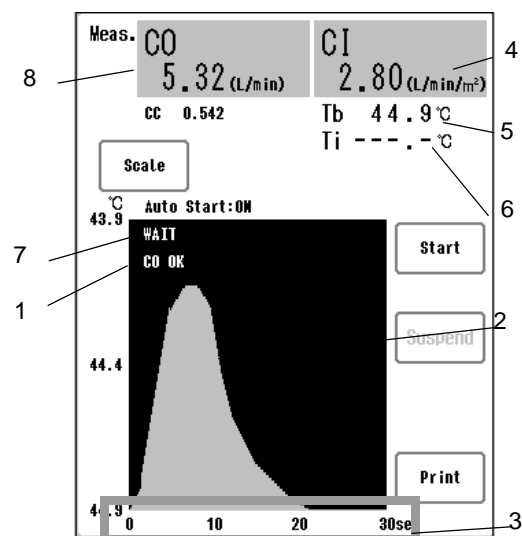 Meas. CO CI
5.32 (L/min) 2.80 (L/min/m²)
4
8
CC 0.542
Tb 44.9℃
5
Ti ---.-℃
Scale
6
℃
43.9
Auto Start:ON
7
WAIT
Start
1
CO OK
2
Suspend
44.4
Print
44.9
0 10 20 30se
3